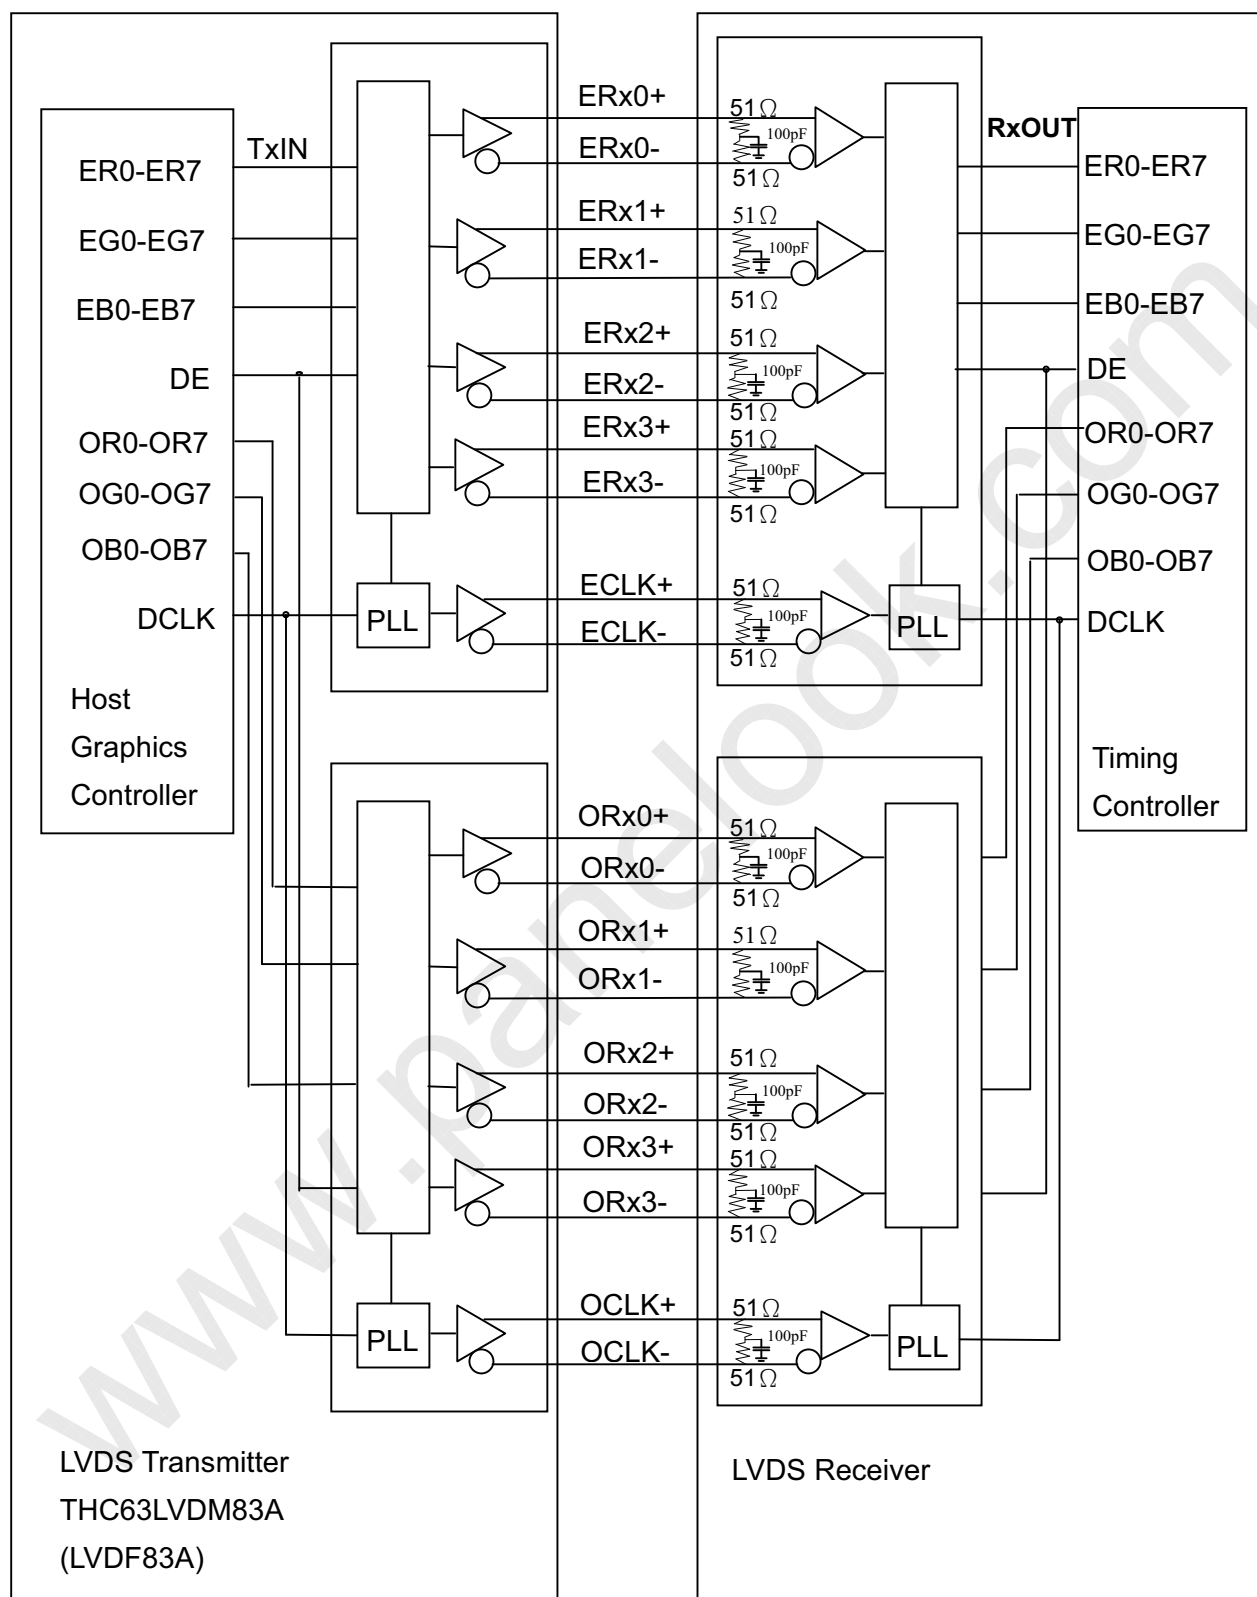 ERx0+
51Ω
100pF
RxOUT
TxIN
ERx0-
51Ω
ER0-ER7
ER0-ER7
ERx1+
51Ω
EG0-EG7
ERx1-
100pF
EG0-EG7
51Ω
EB0-EB7
EB0-EB7
ERx2+
51Ω
DE
ERx2-
100pF
DE
51Ω
ERx3+
51Ω
OR0-OR7
OR0-OR7
100pF
ERx3-
OG0-OG7
OG0-OG7
51Ω
OB0-OB7
OB0-OB7
ECLK+
51Ω
DCLK
PLL
100pF
PLL
DCLK
ECLK-
51Ω
Host
Graphics
Controller
Timing
Controller
ORx0+
51Ω
100pF
ORx0-
51Ω
ORx1+
51Ω
100pF
ORx1-
ORx2+
51Ω
100pF
ORx2-
51Ω
ORx3+
51Ω
100pF
ORx3-
51Ω
OCLK+
51Ω
PLL
100pF
PLL
OCLK-
51Ω
LVDS Transmitter
THC63LVDM83A
(LVDF83A)
LVDS Receiver
www.panelook.com